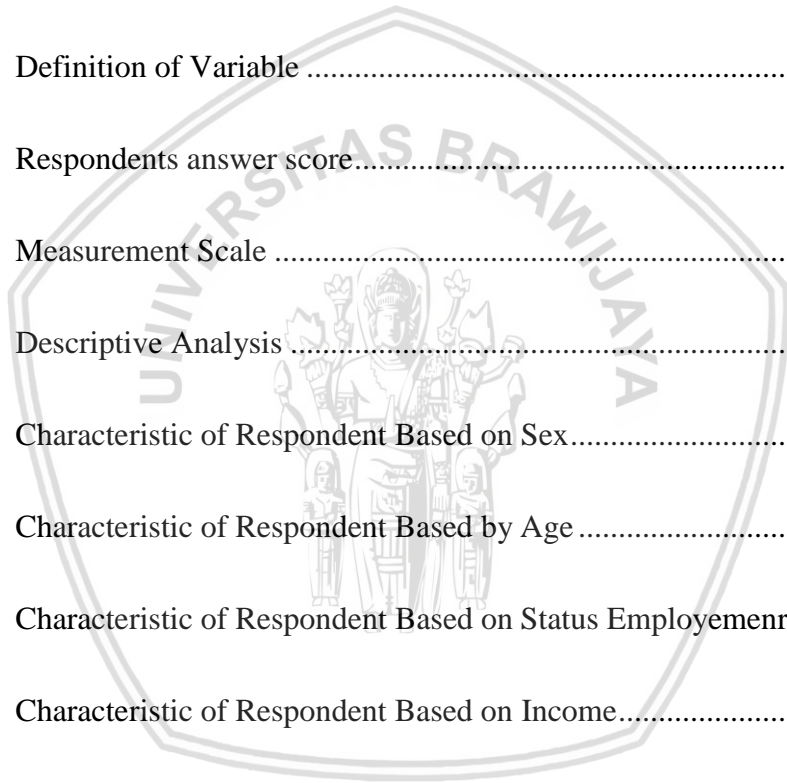 Definition of Variable ..........................................................
Respondents answer score.....................................................
UNIVERSITAS BRAWIJAYA
Measurement Scale ..............................................................
Descriptive Analysis ............................................................
Characteristic of Respondent Based on Sex..........................
Characteristic of Respondent Based by Age .........................
Characteristic of Respondent Based on Status Employemenr
Characteristic of Respondent Based on Income....................